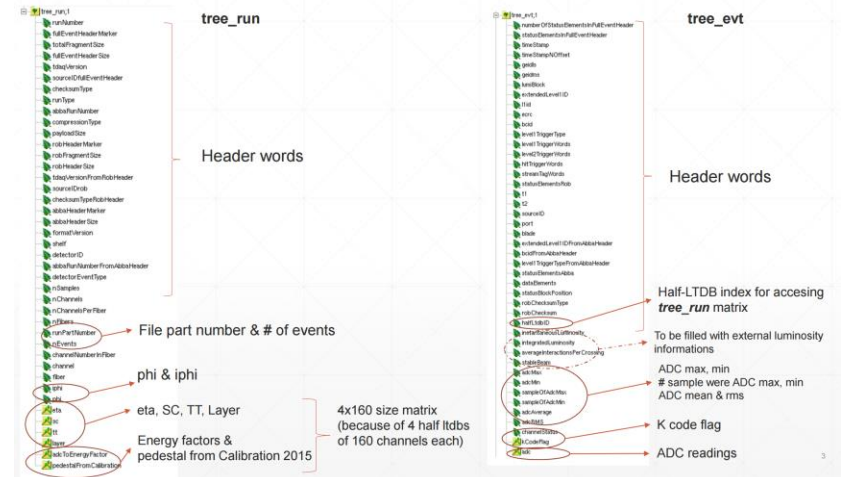 tree_run_1
runNumber
fullEventHeaderMarker
totalFragmentSize
fullEventHeaderSize
tdaqVersion
sourceIDfullEventHeader
checksumType
runType
abbaRunNumber
compressionType
payloadSize
robHeaderMarker
robFragmentSize
robHeaderSize
tdaqVersionFromRobHeader
sourceIDrob
checksumTypeRobHeader
abbaHeaderMarker
abbaHeaderSize
formatVersion
shelf
detectorID
abbaRunNumberFromAbbaHeader
detectorEventType
nSamples
nChannels
nChannelsPerFiber
nFibers
runPartNumber
nEvents
channelNumberInFiber
channel
fiber
iphi
phi
eta
sc
tt
layer
adcToEnergyFactor
pedestalFromCalibration
tree_run
Header words
File part number & # of events
phi & iphi
eta, SC, TT, Layer
Energy factors &
pedestal from Calibration 2015
4x160 size matrix
(because of 4 half ltdbs
of 160 channels each)
tree_evt_1
numberOfStatusElementsInFullEventHeader
statusElementsInFullEventHeader
timeStamp
timeStampNOffset
geidls
geidms
lumiBlock
extendedLevel1ID
l1id
ecrc
bcid
level1TriggerType
level1TriggerWords
level2TriggerWords
hltTriggerWords
streamTagWords
statusElementsRob
t1
t2
sourceID
port
blade
extendedLevel1IDFromAbbaHeader
bcidFromAbbaHeader
level1TriggerTypeFromAbbaHeader
statusElementsAbba
dataElements
statusBlockPosition
robChecksumType
robChecksum
halfLtdbID
instantaneousLuminosity
integratedLuminosity
averageInteractionsPerCrossing
stableBeam
adcMax
adcMin
sampleOfAdcMax
sampleOfAdcMin
adcAverage
adcRMS
channelStatus
kCodeFlag
adc
tree_evt
Header words
Half-LTDB index for accesing
tree_run matrix
To be filled with external luminosity
informations
ADC max, min
# sample were ADC max, min
ADC mean & rms
K code flag
ADC readings
3